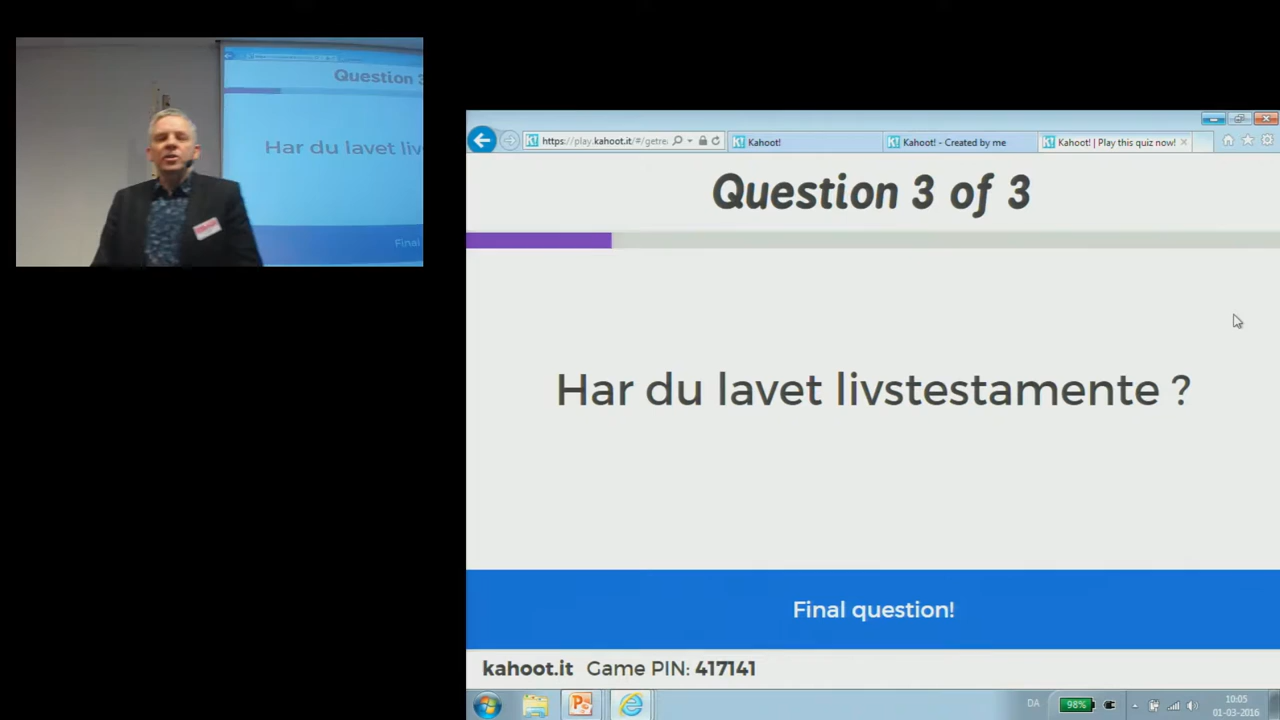 Question 3
Har du lavet liv
Final
https://play.kahoot.it/#/getre
Kahoot!
Kahoot! - Created by me
Kahoot! | Play this quiz now!
Question 3 of 3
Har du lavet livstestamente ?
Final question!
kahoot.it Game PIN: 417141
DA
98%
10:05
01-03-2016